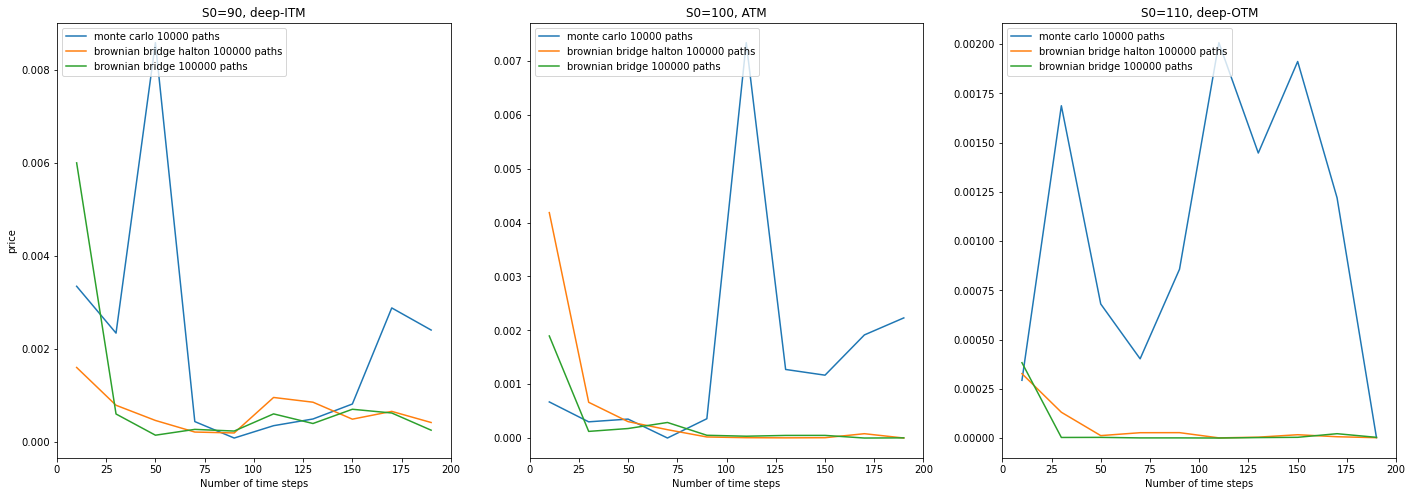 S0=90, deep-ITM
monte carlo 10000 paths
brownian bridge halton 100000 paths
brownian bridge 100000 paths
0.008
0.006
0.004
0.002
0.000
price
0 25 50 75 100 125 150 175 200
Number of time steps
S0=100, ATM
monte carlo 10000 paths
brownian bridge halton 100000 paths
brownian bridge 100000 paths
0.007
0.006
0.005
0.004
0.003
0.002
0.001
0.000
0 25 50 75 100 125 150 175 200
Number of time steps
S0=110, deep-OTM
monte carlo 10000 paths
brownian bridge halton 100000 paths
brownian bridge 100000 paths
0.00200
0.00175
0.00150
0.00125
0.00100
0.00075
0.00050
0.00025
0.00000
0 25 50 75 100 125 150 175 200
Number of time steps